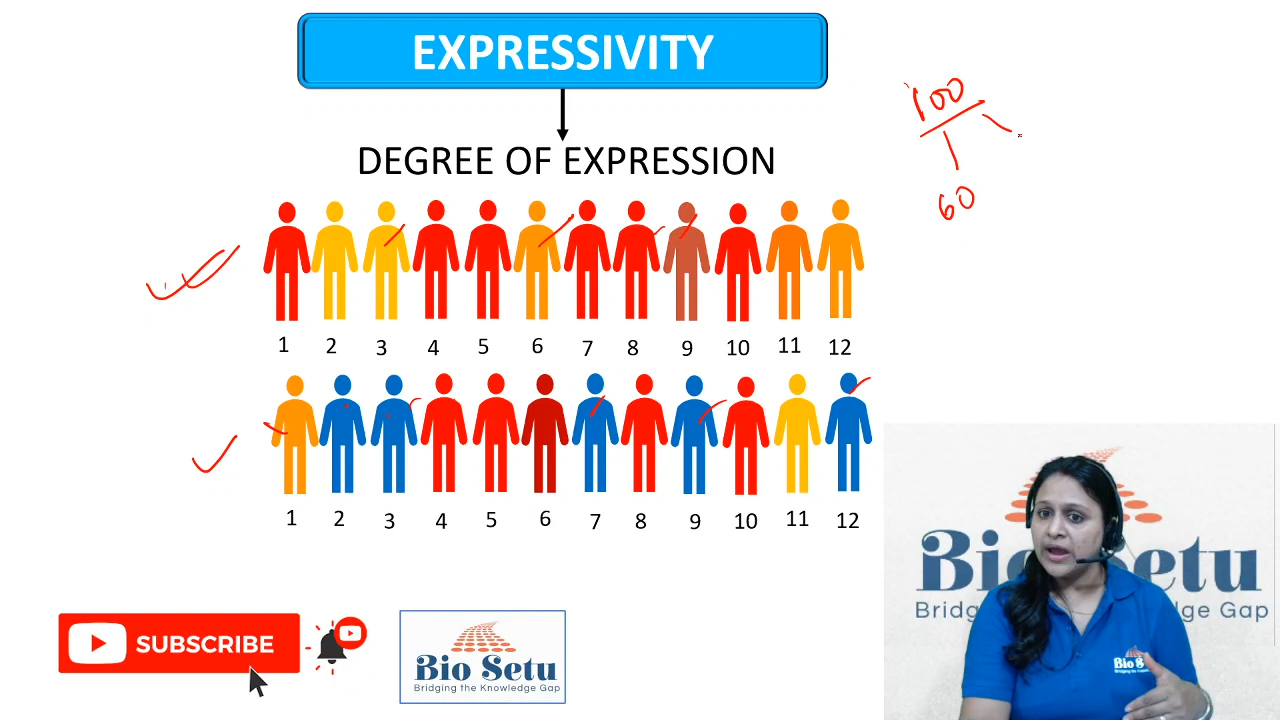 EXPRESSIVITY
100
60
DEGREE OF EXPRESSION
1 2 3 4 5 6 7 8 9 10 11 12
1 2 3 4 5 6 7 8 9 10 11 12
SUBSCRIBE
Bio Setu
Bridging the Knowledge Gap